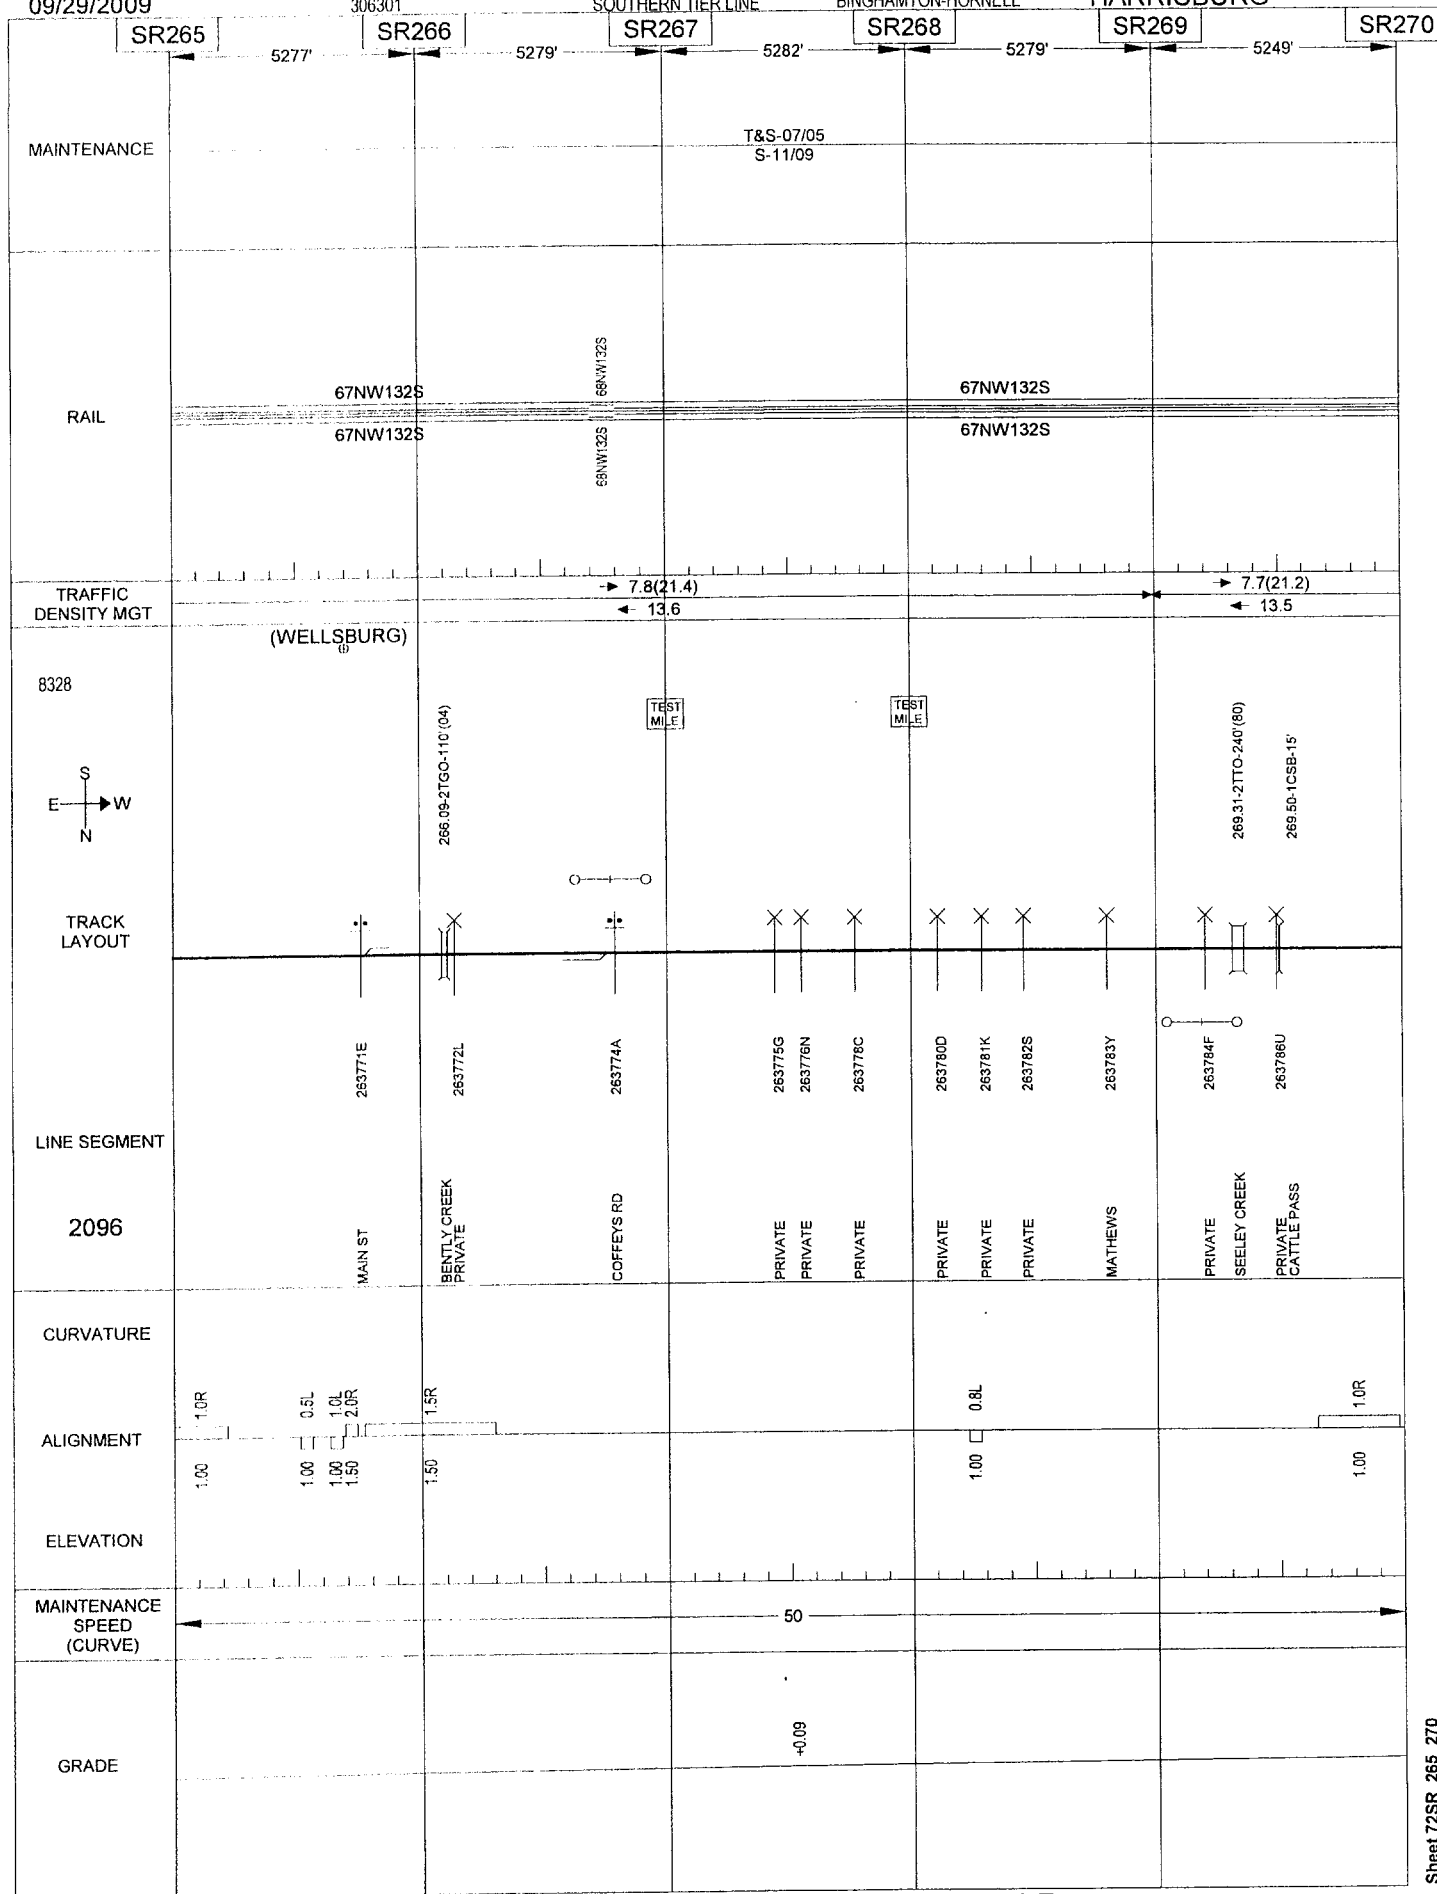 09/29/2009 306301 SOUTHERN TIER LINE BINGHAMTON-HORNELL HARRISBURG
SR265 SR266 SR267 SR268 SR269 SR270
5277' 5279' 5282' 5279' 5249'
MAINTENANCE
T&S-07/05
S-11/09
RAIL
67NW132S 68NW132S 67NW132S
67NW132S 68NW132S 67NW132S
TRAFFIC
DENSITY MGT
7.8(21.4) 7.7(21.2)
13.6 13.5
(WELLSBURG)
8328
TEST
MILE
TEST
MILE
266.09-2TGO-110'(04)
269.31-2TTO-240'(80)
269.50-1CSB-15'
S
E W
N
TRACK
LAYOUT
263771E
263772L
263774A
263775G
263776N
263778C
263780D
263781K
263782S
263783Y
263784F
263786U
LINE SEGMENT
2096
MAIN ST
BENTLY CREEK
PRIVATE
COFFEYS RD
PRIVATE
PRIVATE
PRIVATE
PRIVATE
PRIVATE
PRIVATE
MATHEWS
PRIVATE
SEELEY CREEK
PRIVATE
CATTLE PASS
CURVATURE
1.0R 0.5L 1.0L 2.0R 1.5R 0.8L 1.0R
ALIGNMENT
1.00 1.00 1.00 1.50 1.50 1.00 1.00
ELEVATION
MAINTENANCE
SPEED
(CURVE)
50
GRADE
+0.09
Sheet 72SR 265 270